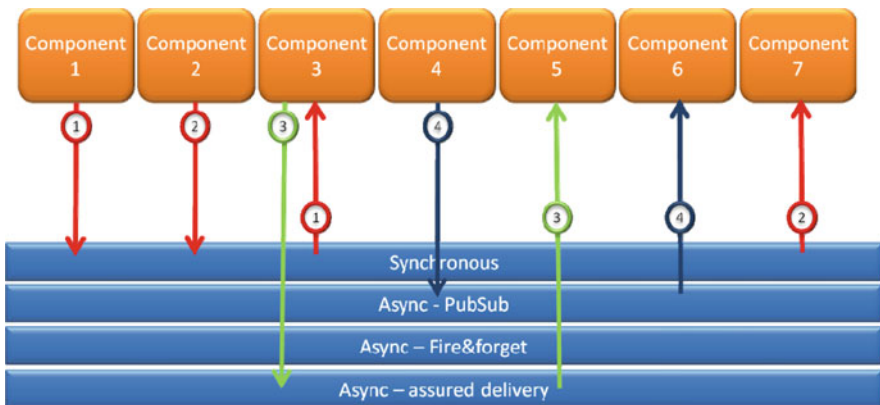 Component 1
Component 2
Component 3
Component 4
Component 5
Component 6
Component 7
1
2
3
4
1
3
4
2
Synchronous
Async - PubSub
Async – Fire&forget
Async – assured delivery